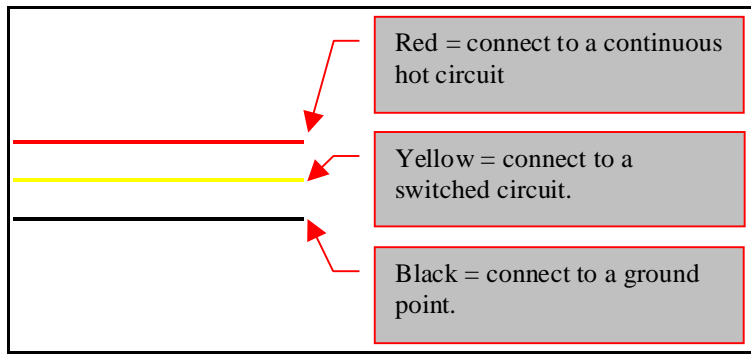 Red = connect to a continuous
hot circuit
Yellow = connect to a
switched circuit.
Black = connect to a ground
point.